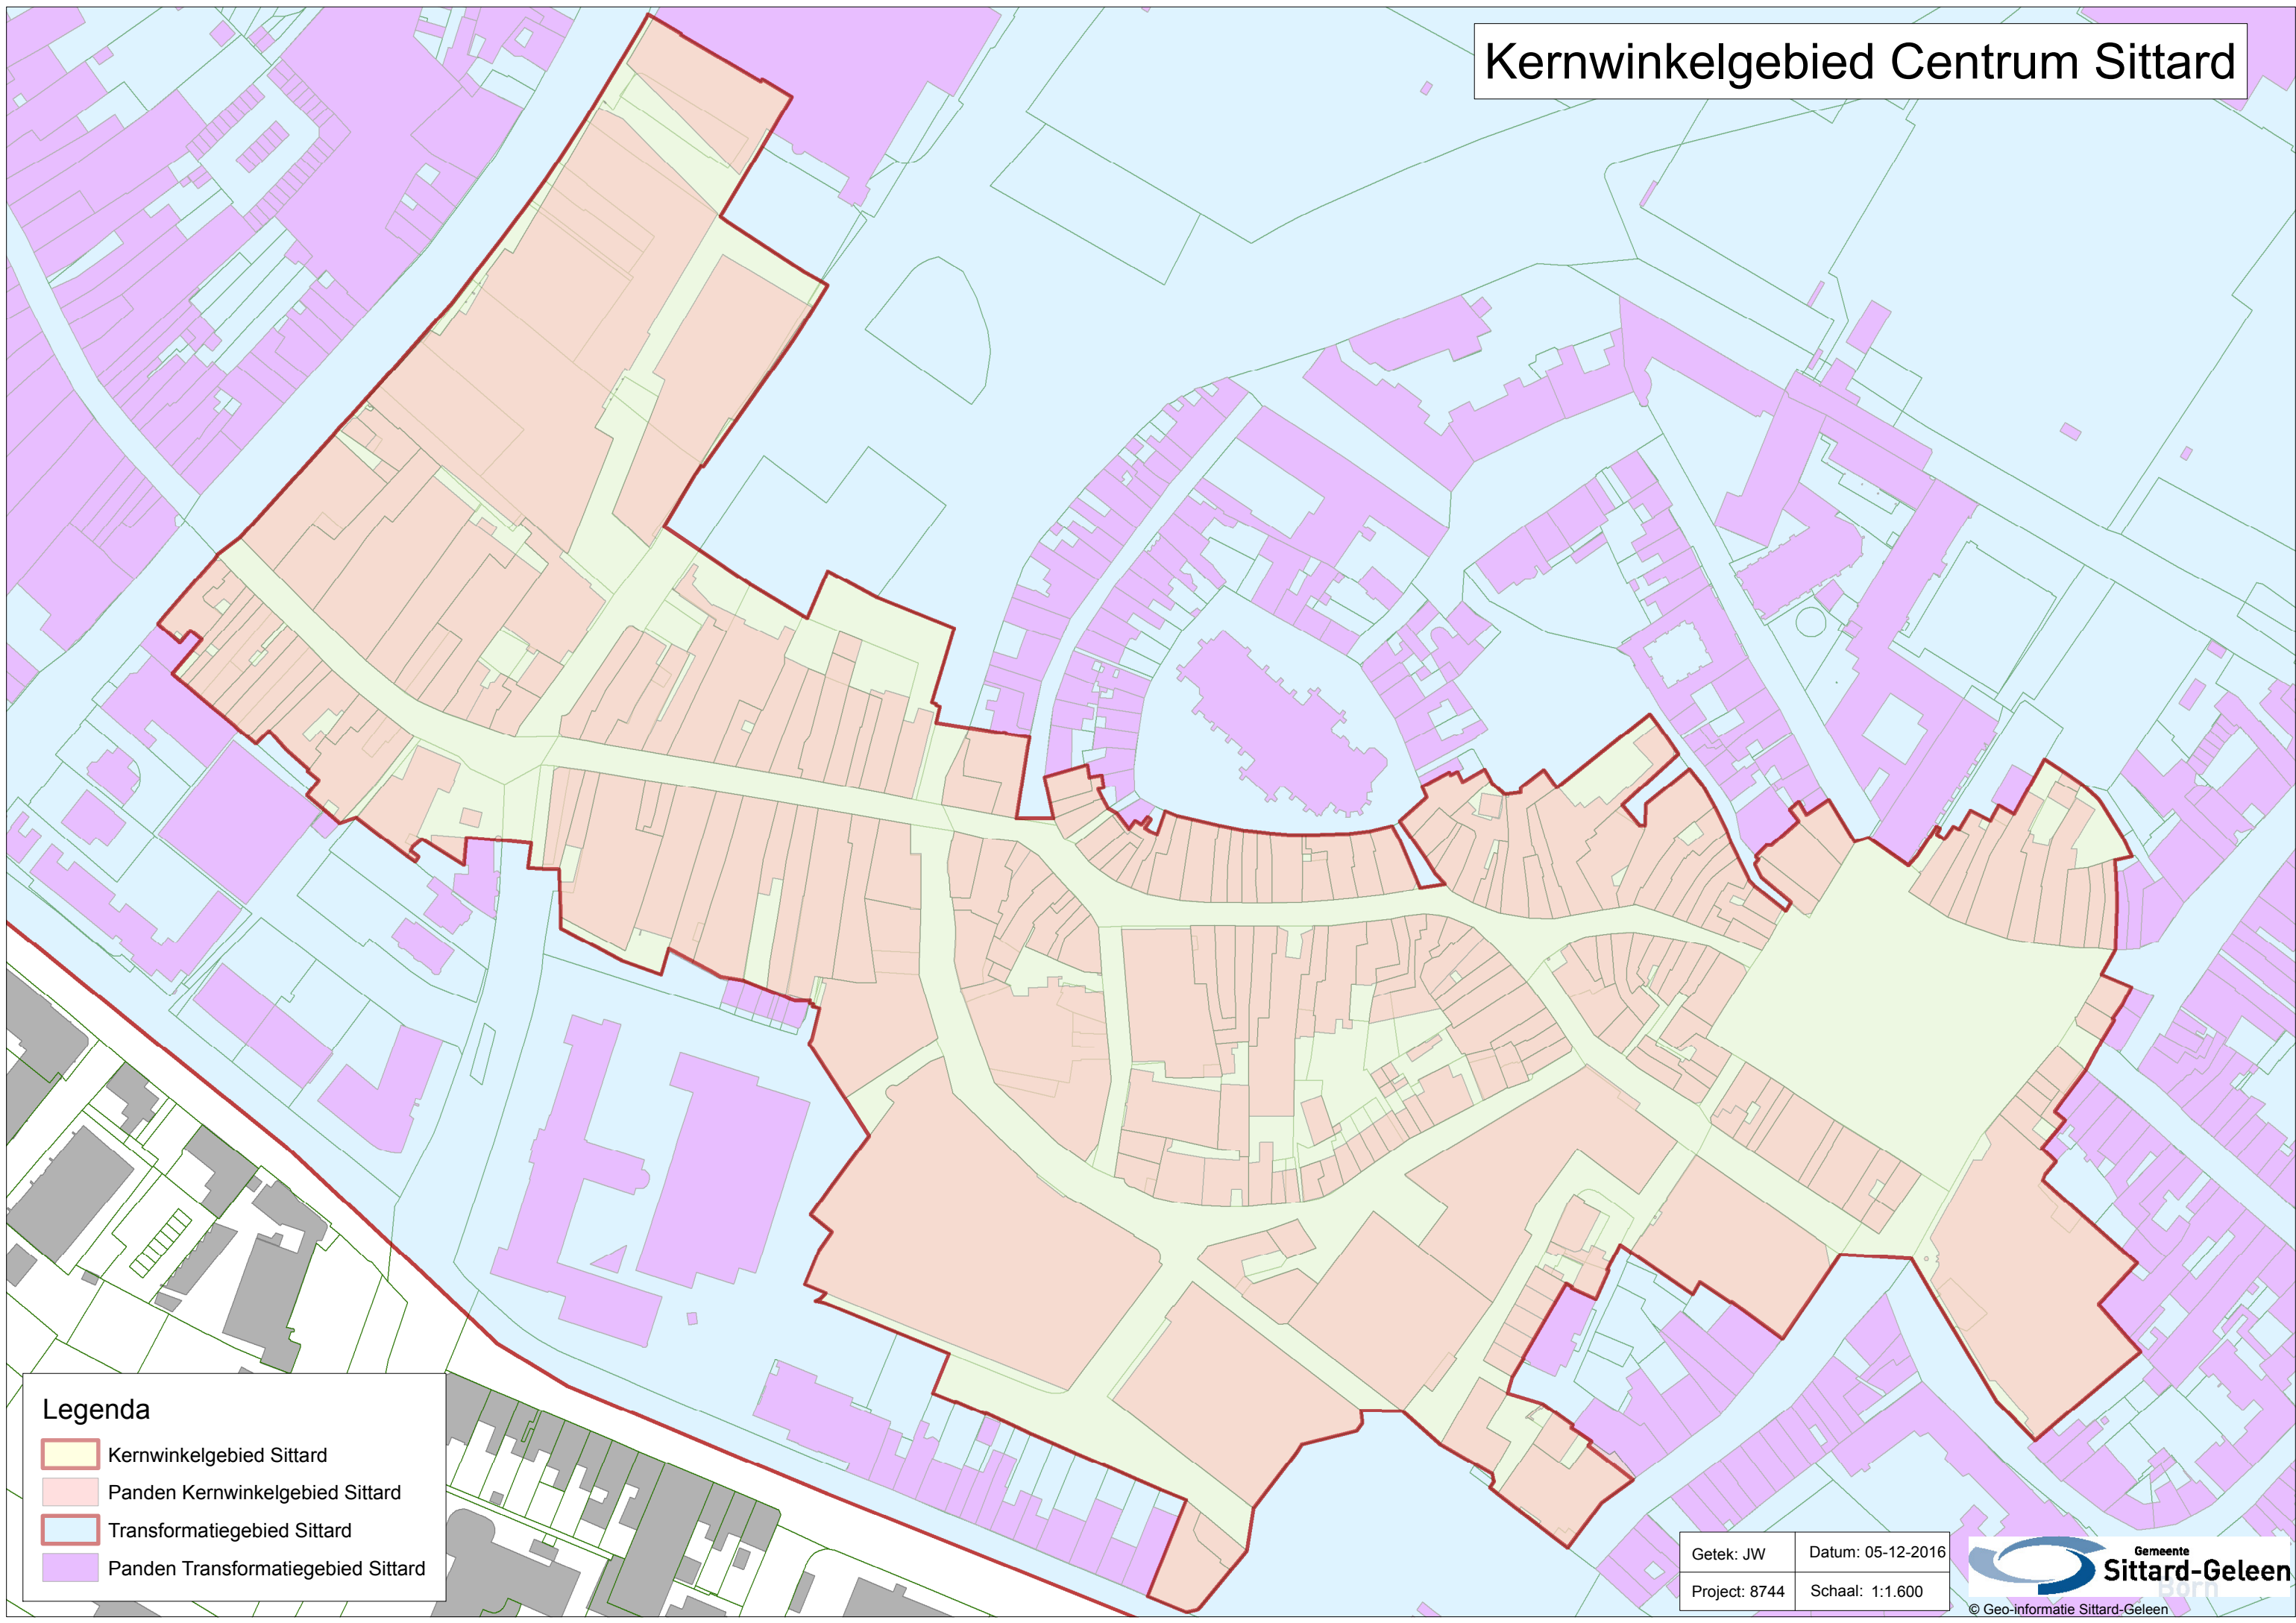 Kernwinkelgebied Centrum Sittard
Legenda
Kernwinkelgebied Sittard
Panden Kernwinkelgebied Sittard
Transformatiegebied Sittard
Panden Transformatiegebied Sittard
Getek: JW
Datum: 05-12-2016
Project: 8744
Schaal: 1:1.600
Gemeente
Sittard-Geleen
Born
© Geo-informatie Sittard-Geleen